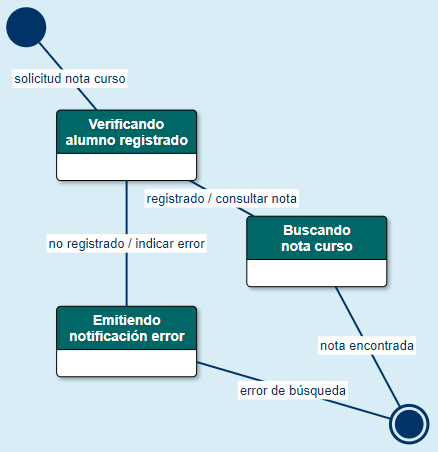 solicitud nota curso
Verificando
alumno registrado
registrado / consultar nota
Buscando
nota curso
no registrado / indicar error
Emitiendo
notificación error
nota encontrada
error de búsqueda